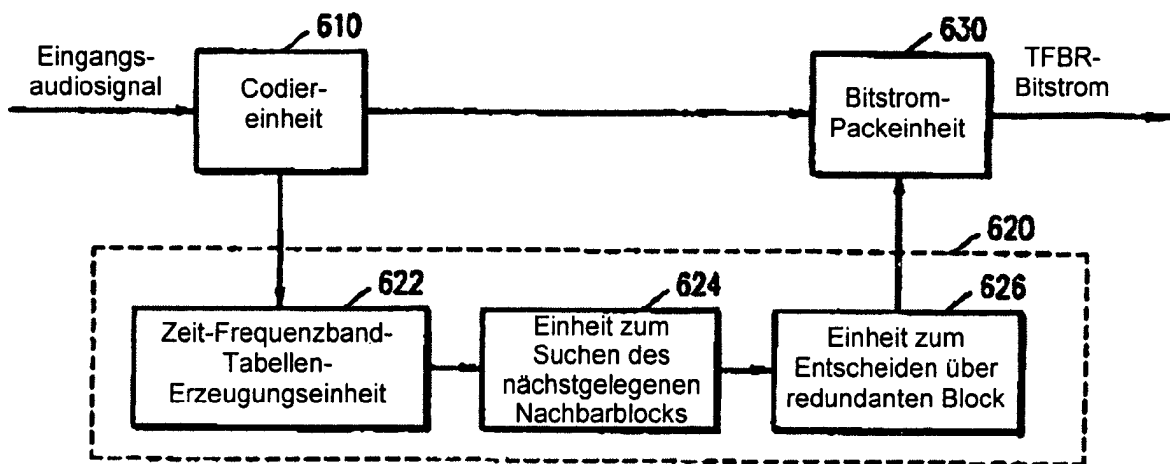 610
630
Eingangs-
audiosignal
Codier-
einheit
Bitstrom-
Packeinheit
TFBR-
Bitstrom
620
622
624
626
Zeit-Frequenzband-
Tabellen-
Erzeugungseinheit
Einheit zum
Suchen des
nächstgelegenen
Nachbarblocks
Einheit zum
Entscheiden über
redundanten Block